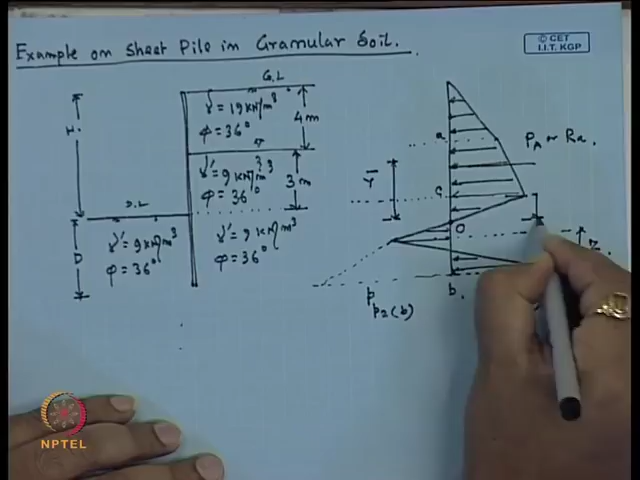 Example on Sheet Pile in Granular Soil.
© CET
I.I.T. KGP
G.L
γ = 19 kN/m³
φ = 36°
4 m
H
γ' = 9 kN/m³
φ = 36°
3 m
D.L
D
γ' = 9 kN/m³
φ = 36°
γ' = 9 kN/m³
φ = 36°
a
PA ~ Ra.
ȳ
c
O
z
b.
p
p2(b)
NPTEL